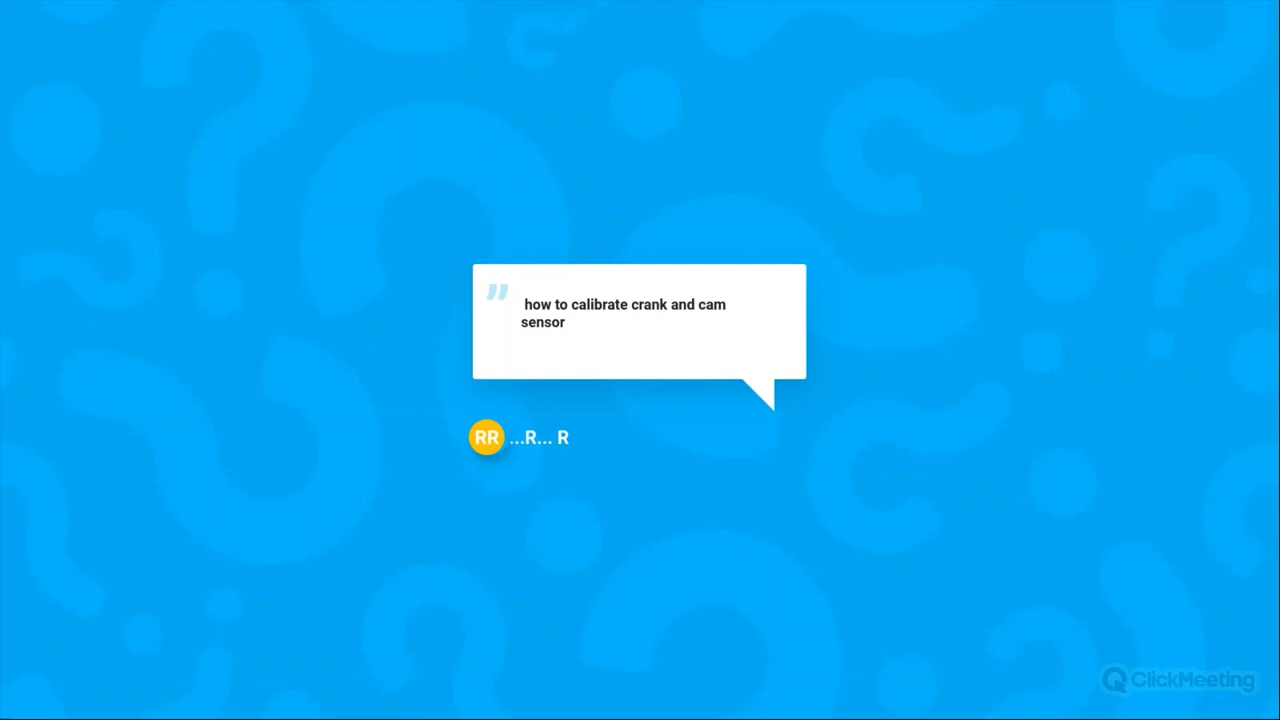 ” how to calibrate crank and cam
sensor
RR ...R... R
ClickMeeting